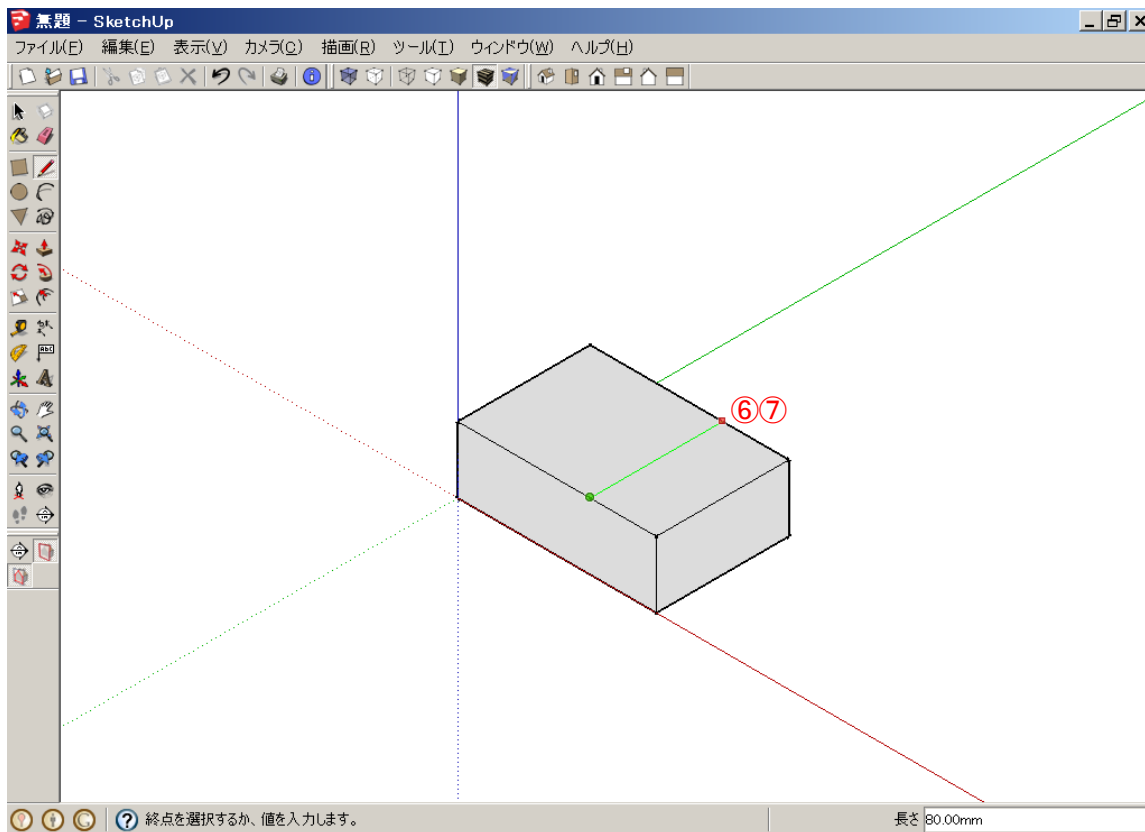 無題 – SketchUp
ファイル(F) 編集(E) 表示(V) カメラ(C) 描画(R) ツール(T) ウィンドウ(W) ヘルプ(H)
⑥⑦
終点を選択するか、値を入力します。
長さ 80.00mm